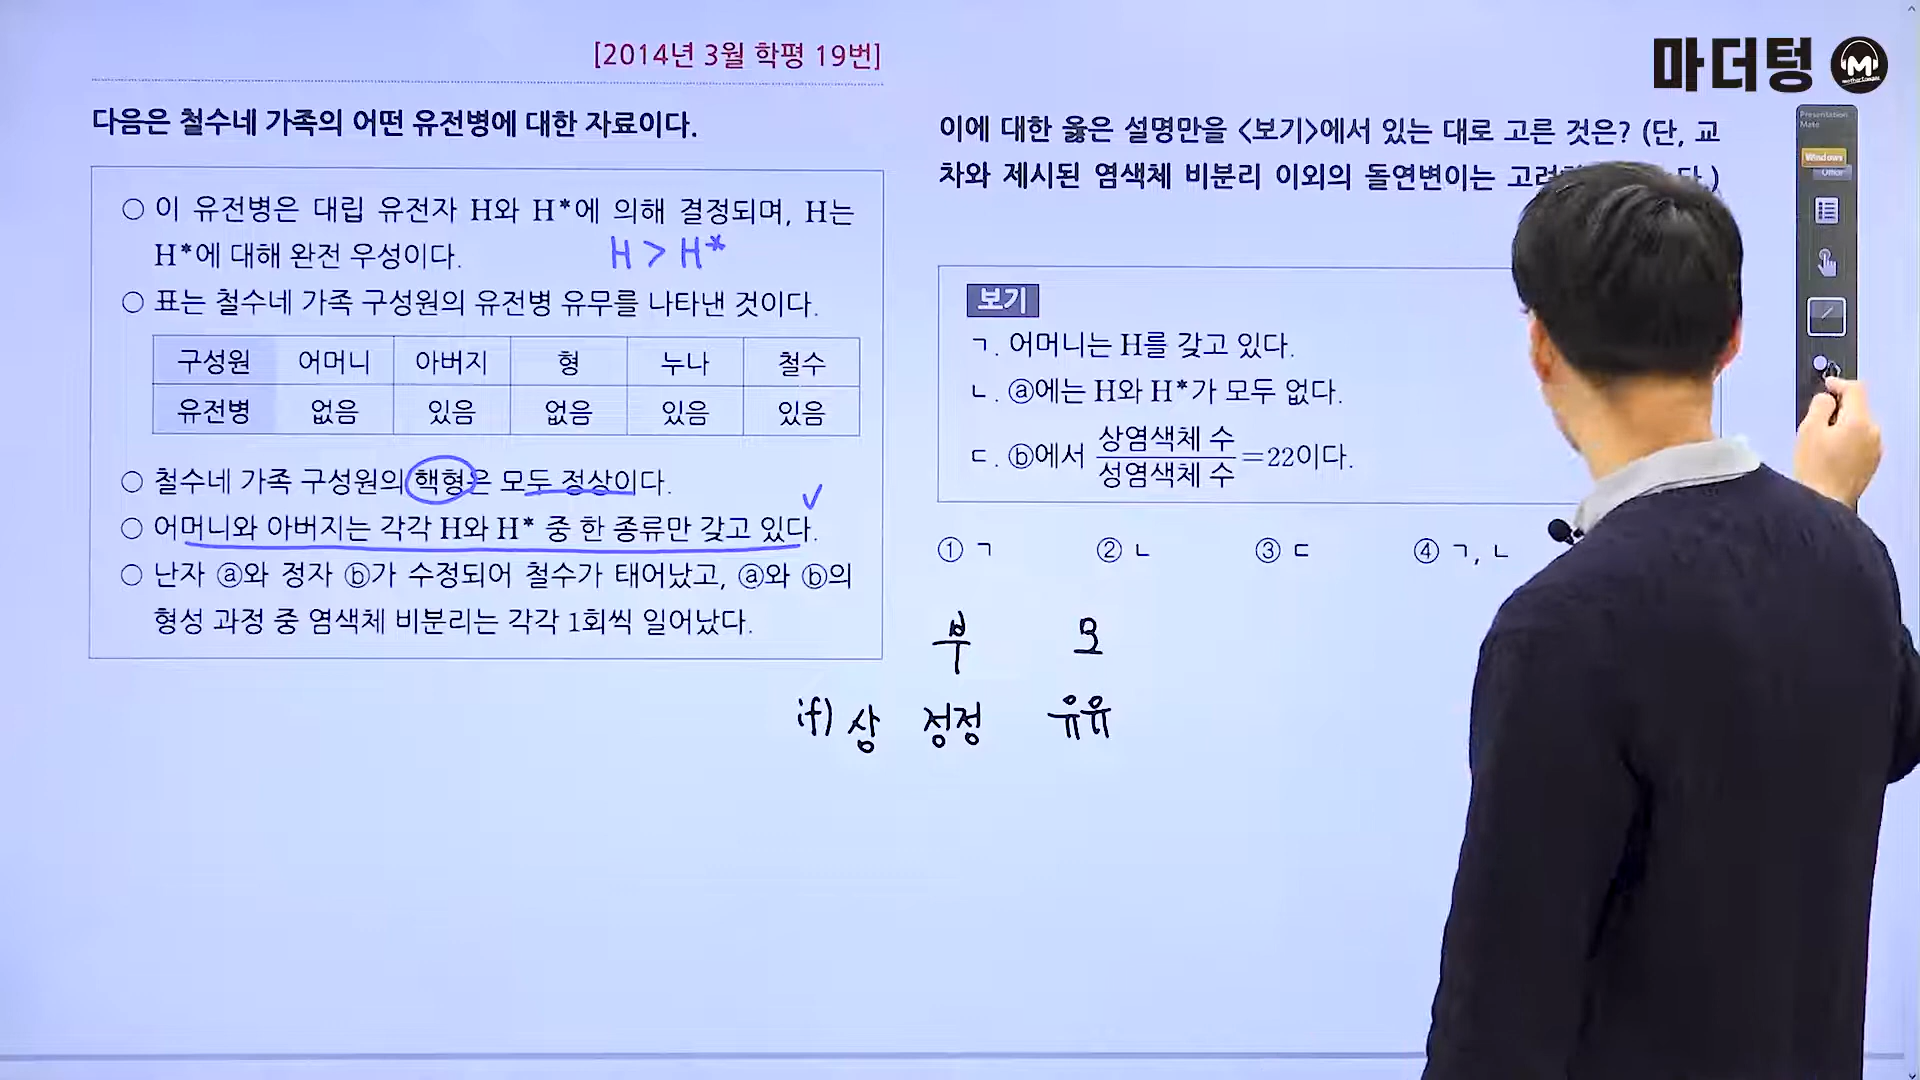 [2014년 3월 학평 19번]
마더텅
다음은 철수네 가족의 어떤 유전병에 대한 자료이다.
○ 이 유전병은 대립 유전자 H와 H*에 의해 결정되며, H는
H*에 대해 완전 우성이다.
H > H*
○ 표는 철수네 가족 구성원의 유전병 유무를 나타낸 것이다.
구성원 어머니 아버지 형 누나 철수
유전병 없음 있음 없음 있음 있음
○ 철수네 가족 구성원의 핵형은 모두 정상이다.
○ 어머니와 아버지는 각각 H와 H* 중 한 종류만 갖고 있다.
○ 난자 ⓐ와 정자 ⓑ가 수정되어 철수가 태어났고, ⓐ와 ⓑ의
형성 과정 중 염색체 비분리는 각각 1회씩 일어났다.
이에 대한 옳은 설명만을 <보기>에서 있는 대로 고른 것은? (단, 교
차와 제시된 염색체 비분리 이외의 돌연변이는
보기
ㄱ. 어머니는 H를 갖고 있다.
ㄴ. ⓐ에는 H와 H*가 모두 없다.
ㄷ. ⓑ에서 상염색체 수/성염색체 수 =22이다.
① ㄱ ② ㄴ ③ ㄷ ④ ㄱ, ㄴ
부 모
if) 상 정정 유유
Presentation
Mate
Windows
Office